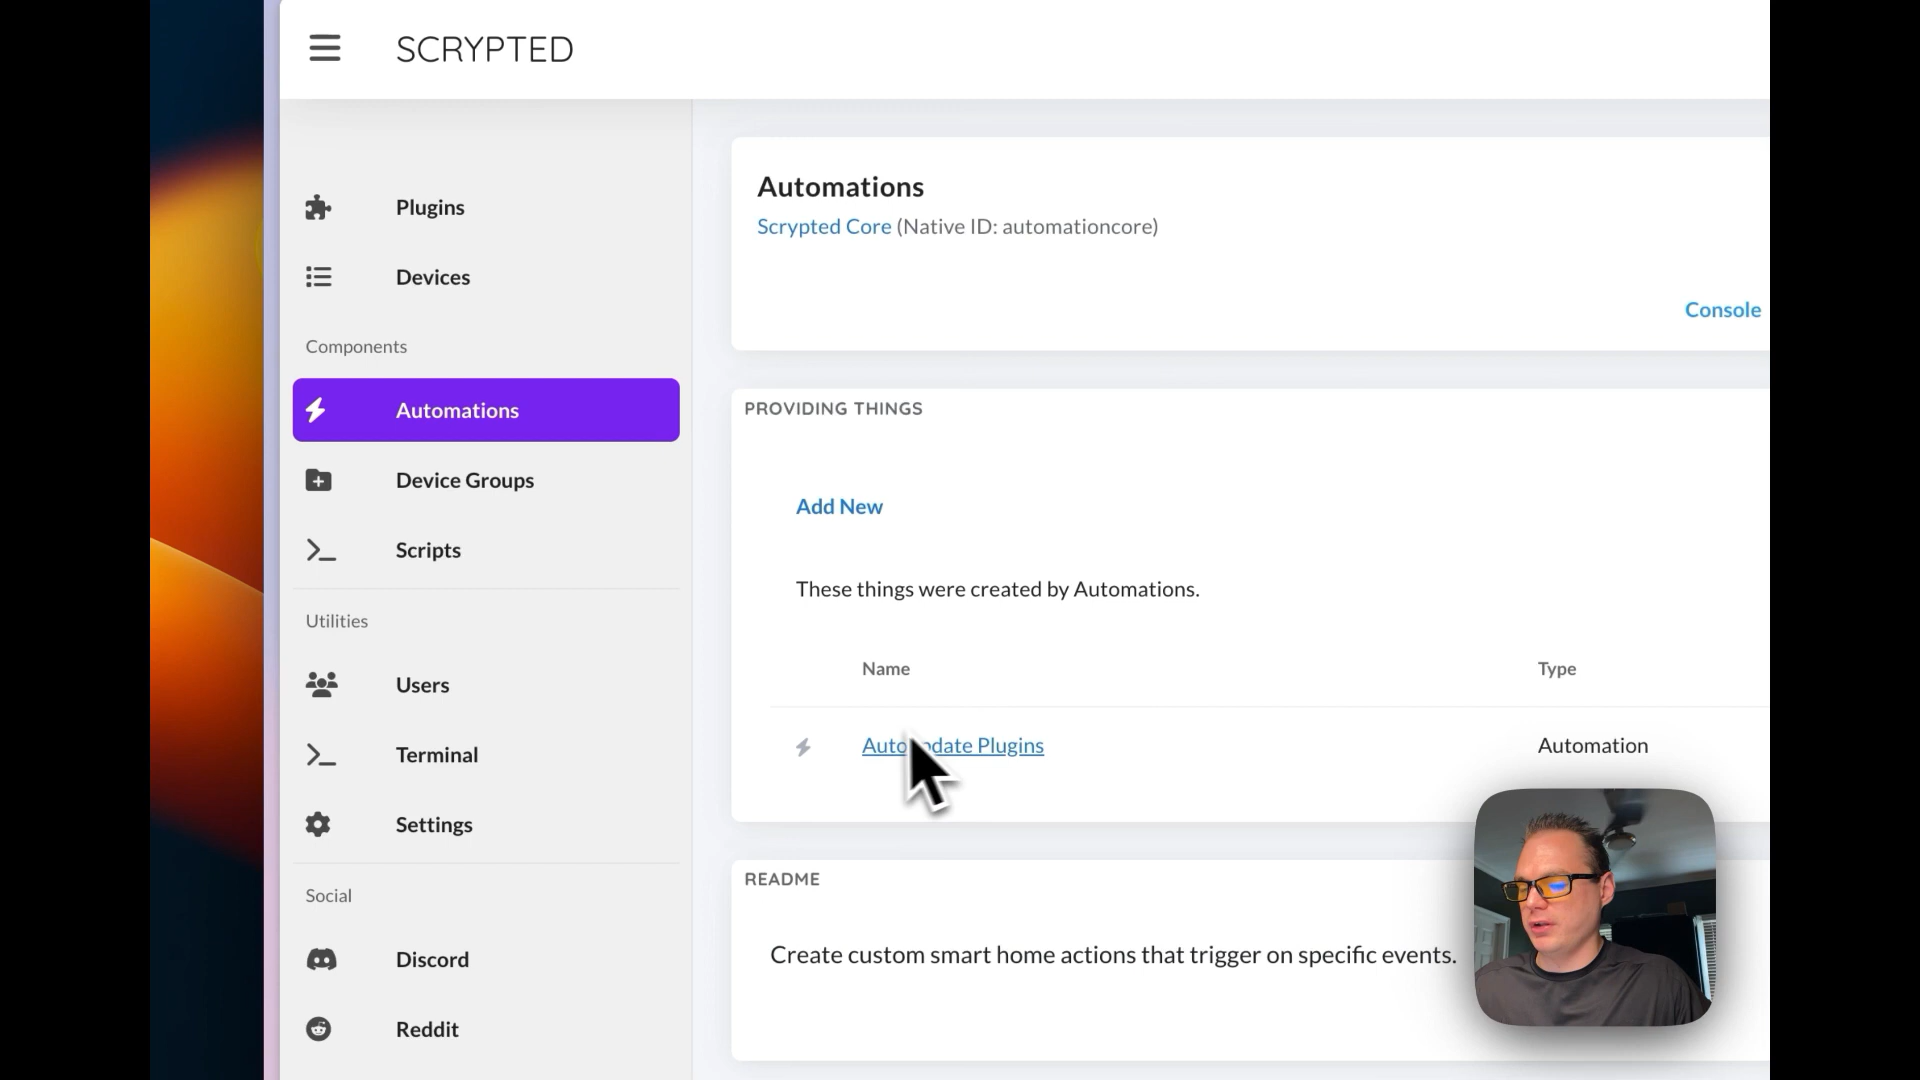 SCRYPTED
Plugins
Devices
Components
Automations
Device Groups
Scripts
Utilities
Users
Terminal
Settings
Social
Discord
Reddit
Automations
Scrypted Core (Native ID: automationcore)
Console
PROVIDING THINGS
Add New
These things were created by Automations.
Name Type
Plugins Automation
README
Create custom smart home actions that trigger on specific events.